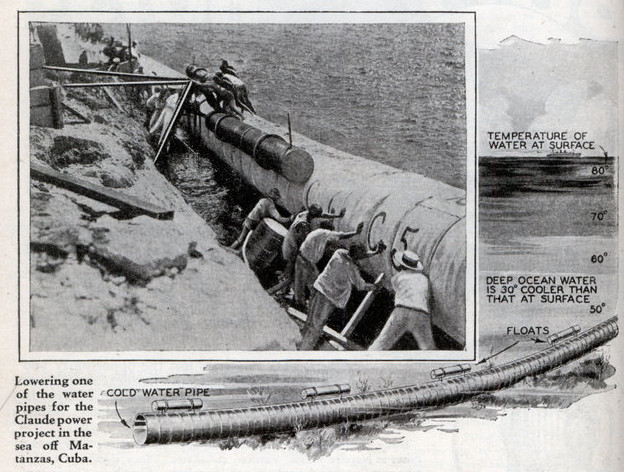 TEMPERATURE OF
WATER AT SURFACE
80°
70°
60°
DEEP OCEAN WATER
IS 30° COOLER THAN
THAT AT SURFACE
50°
FLOATS
COLD WATER PIPE
Lowering one
of the water
pipes for the
Claude power
project in the
sea off Ma-
tanzas, Cuba.